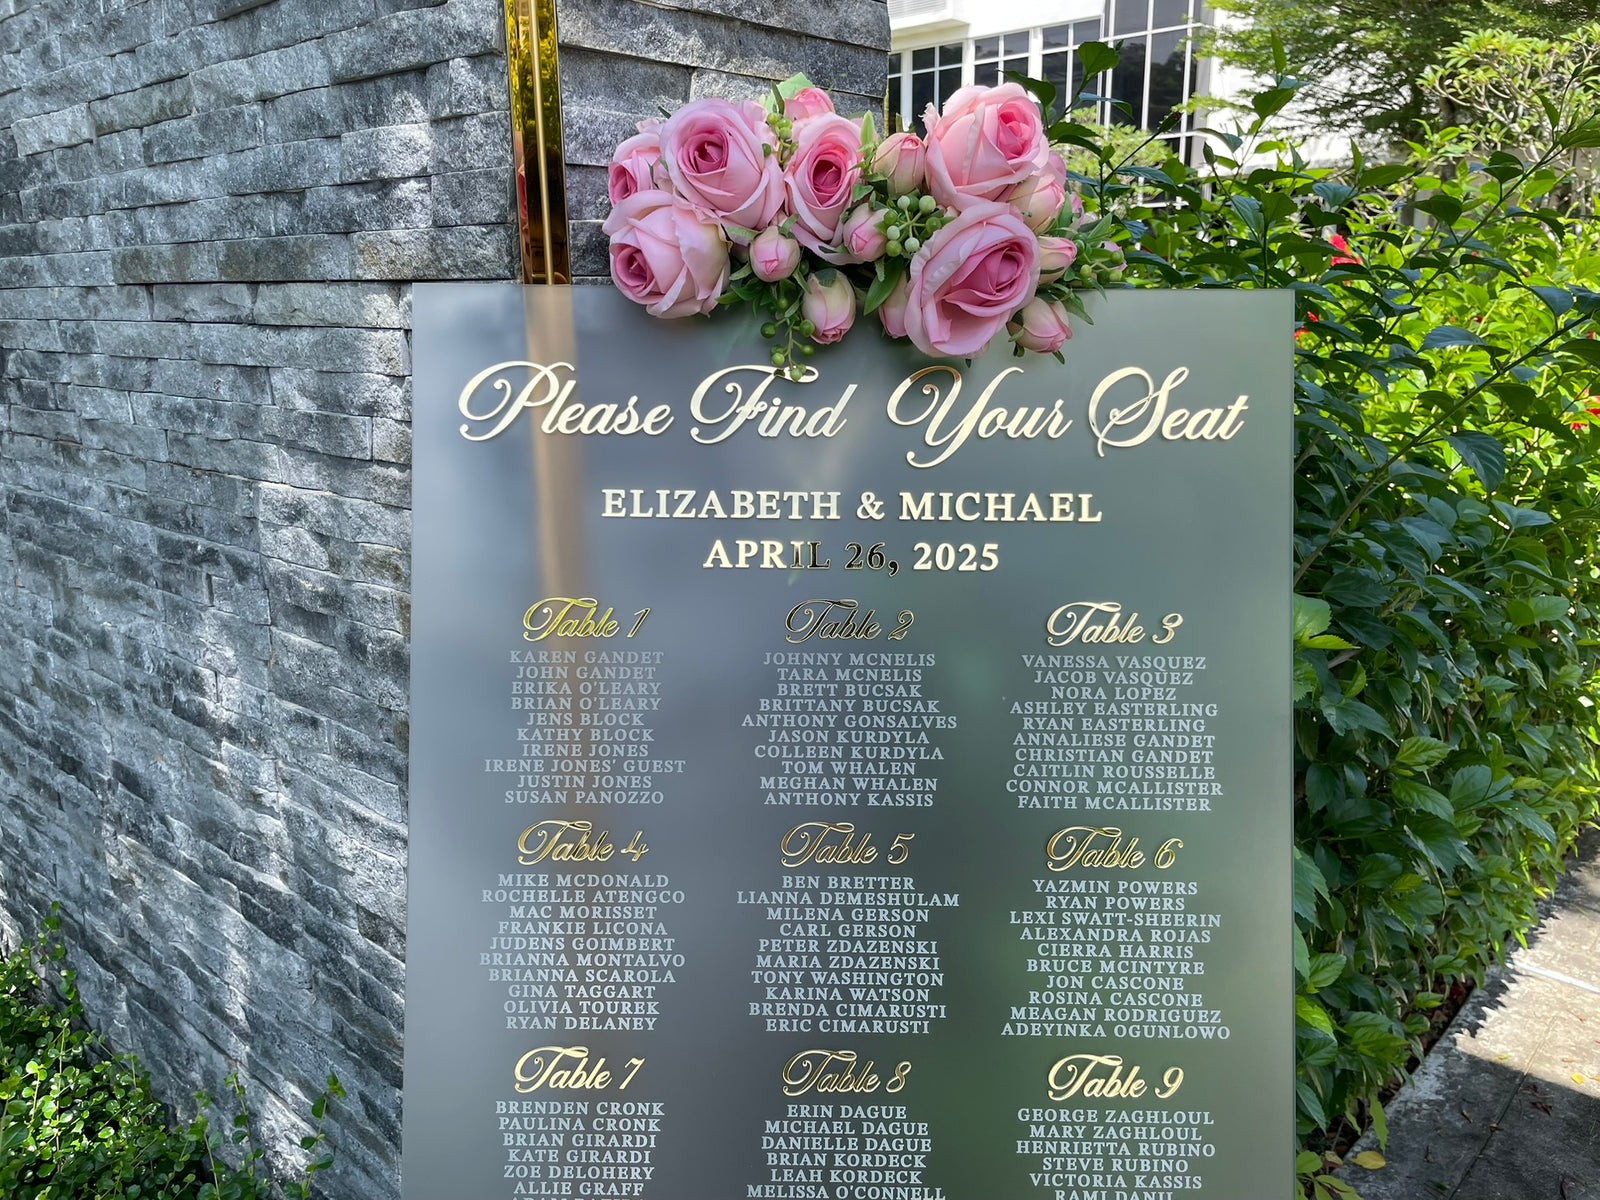 Please Find Your Seat
ELIZABETH & MICHAEL
APRIL 26, 2025
Table 1
KAREN GANDET
JOHN GANDET
ERIKA O'LEARY
BRIAN O'LEARY
JENS BLOCK
KATHY BLOCK
IRENE JONES
IRENE JONES' GUEST
JUSTIN JONES
SUSAN PANOZZO
Table 2
JOHNNY MCNELIS
TARA MCNELIS
BRETT BUCSAK
BRITTANY BUCSAK
ANTHONY GONSALVES
JASON KURDYLA
COLLEEN KURDYLA
TOM WHALEN
MEGHAN WHALEN
ANTHONY KASSIS
Table 3
VANESSA VASQUEZ
JACOB VASQUEZ
NORA LOPEZ
ASHLEY EASTERLING
RYAN EASTERLING
ANNALIESE GANDET
CHRISTIAN GANDET
CAITLIN ROUSSELLE
CONNOR MCALLISTER
FAITH MCALLISTER
Table 4
MIKE MCDONALD
ROCHELLE ATENGCO
MAC MORISSET
FRANKIE LICONA
JUDENS GOIMBERT
BRIANNA MONTALVO
BRIANNA SCAROLA
GINA TAGGART
OLIVIA TOUREK
RYAN DELANEY
Table 5
BEN BRETTER
LIANNA DEMESHULAM
MILENA GERSON
CARL GERSON
PETER ZDAZENSKI
MARIA ZDAZENSKI
TONY WASHINGTON
KARINA WATSON
BRENDA CIMARUSTI
ERIC CIMARUSTI
Table 6
YAZMIN POWERS
RYAN POWERS
LEXI SWATT-SHEERIN
ALEXANDRA ROJAS
CIERRA HARRIS
BRUCE MCINTYRE
JON CASCONE
ROSINA CASCONE
MEAGAN RODRIGUEZ
ADEYINKA OGUNLOWO
Table 7
BRENDEN CRONK
PAULINA CRONK
BRIAN GIRARDI
KATE GIRARDI
ZOE DELOHERY
ALLIE GRAFF
Table 8
ERIN DAGUE
MICHAEL DAGUE
DANIELLE DAGUE
BRIAN KORDECK
LEAH KORDECK
MELISSA O'CONNELL
Table 9
GEORGE ZAGHLOUL
MARY ZAGHLOUL
HENRIETTA RUBINO
STEVE RUBINO
VICTORIA KASSIS